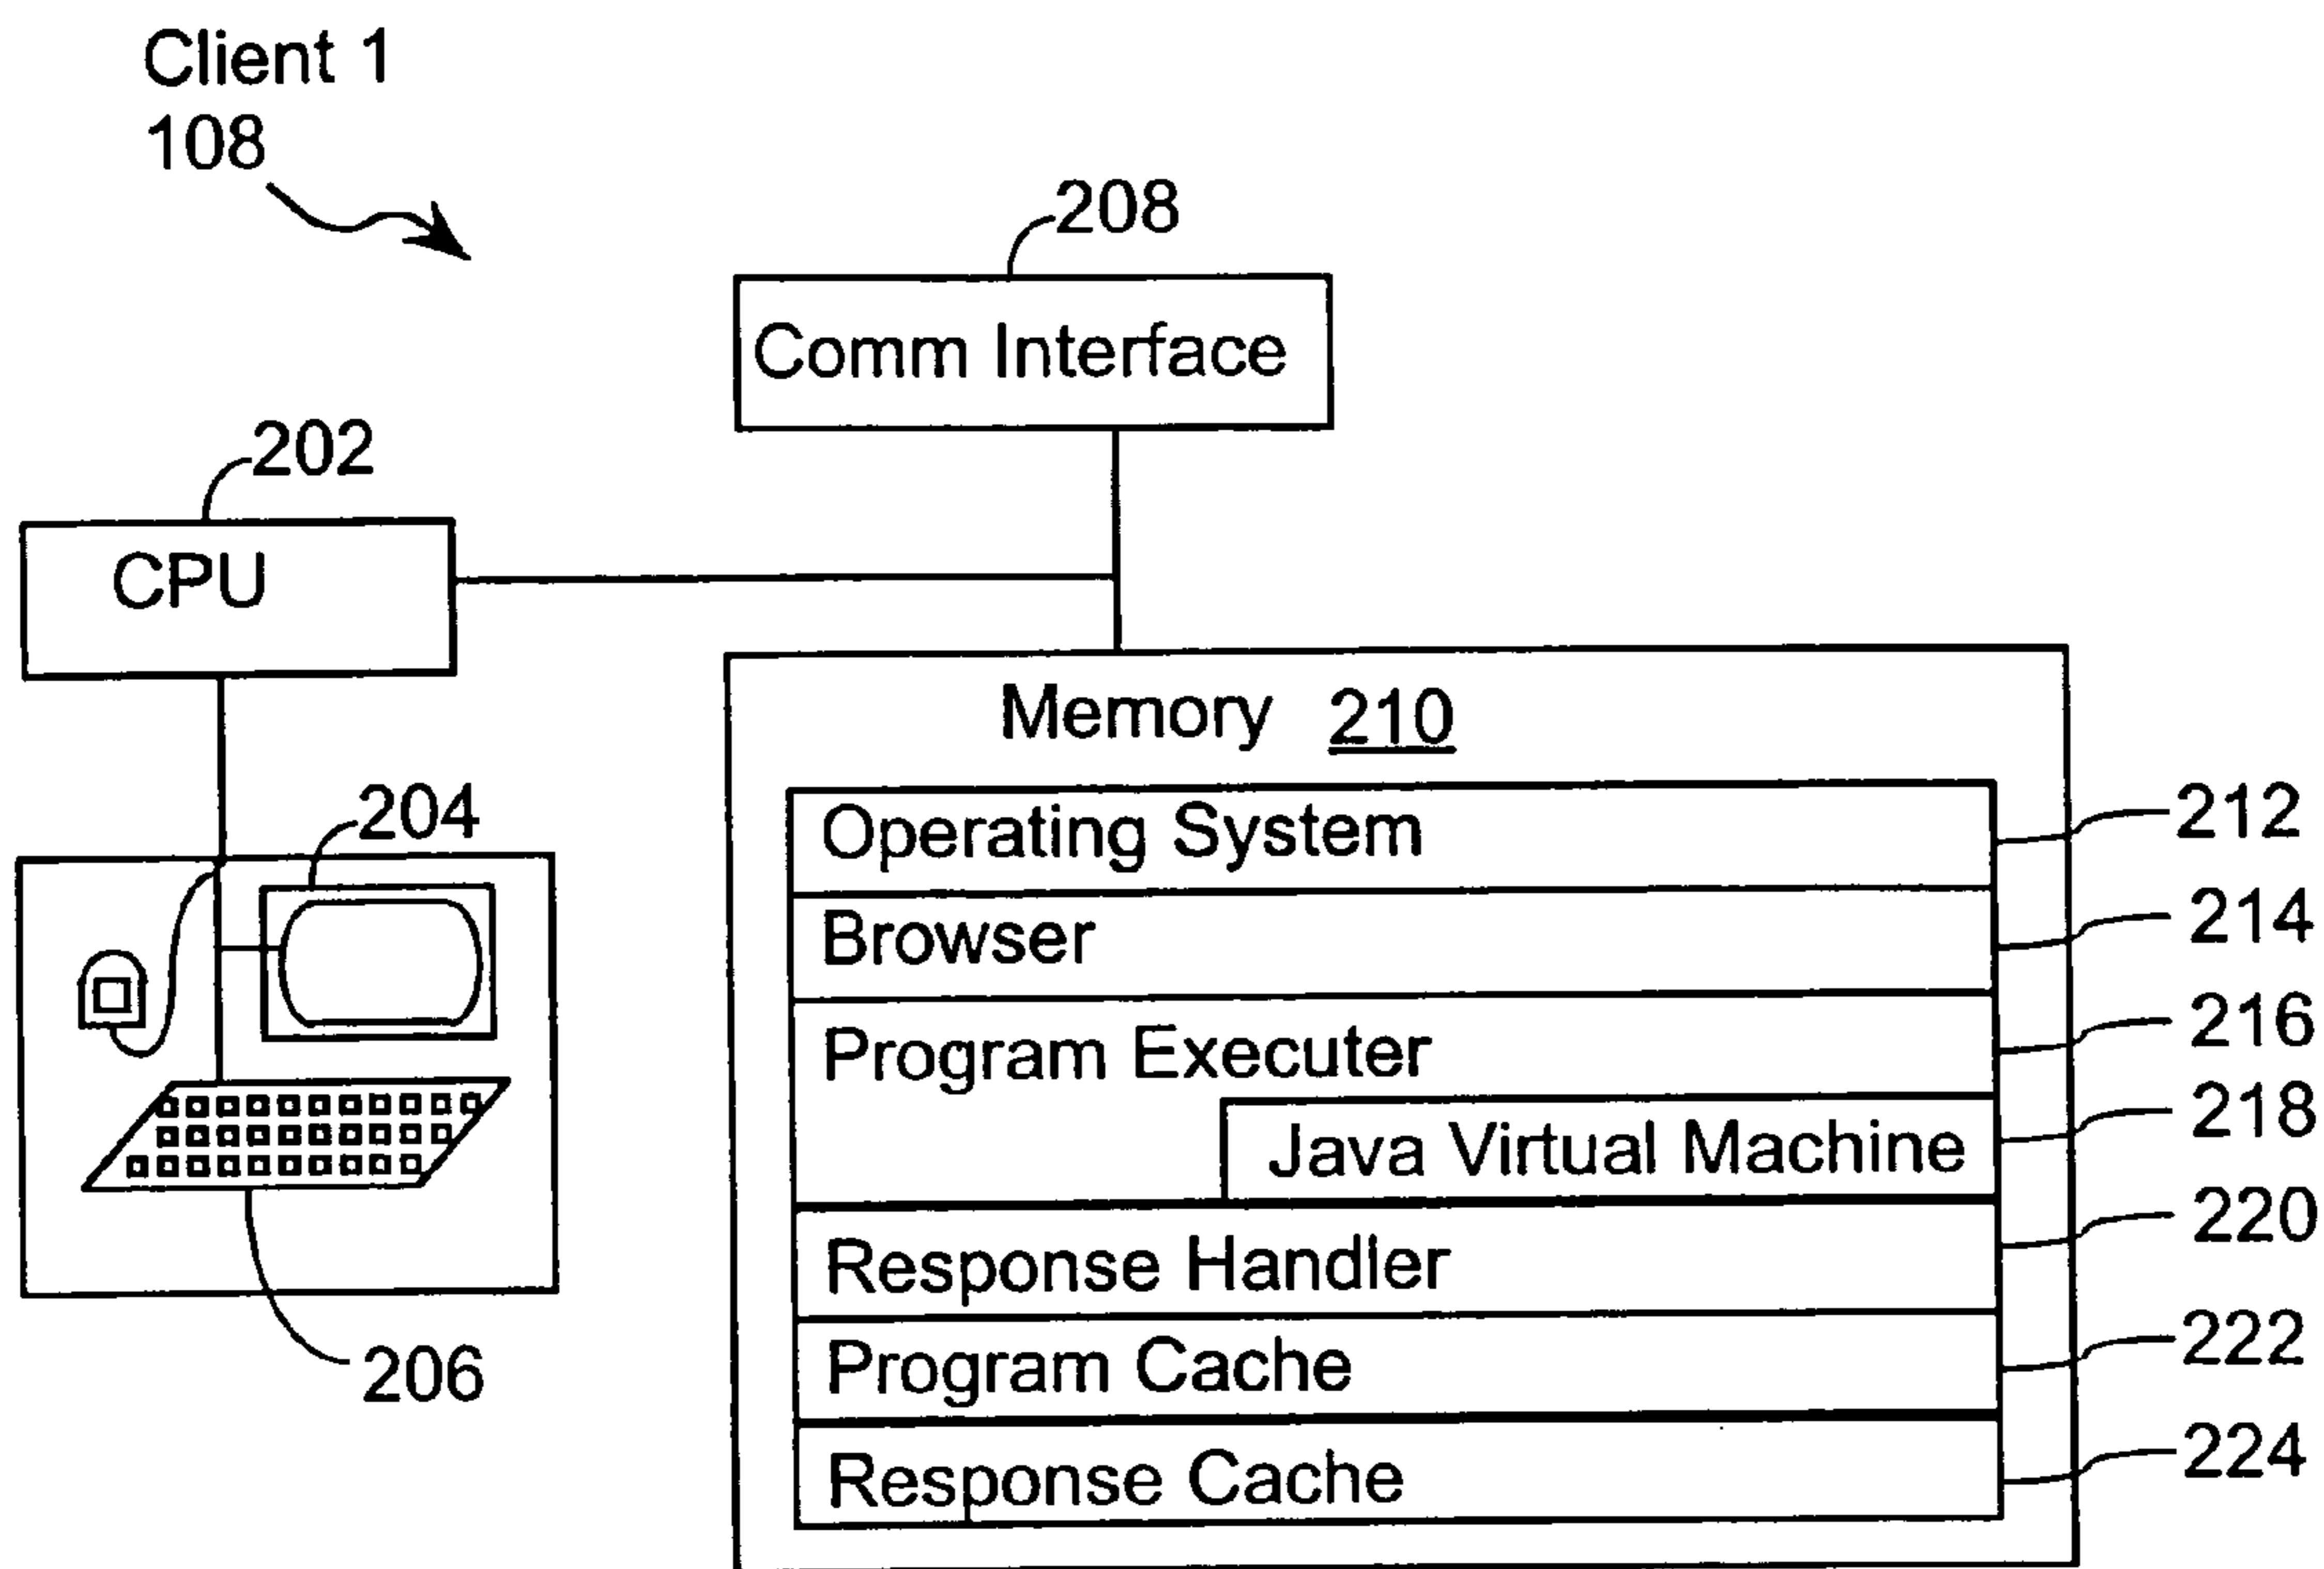 Client 1
108
208
Comm Interface
202
CPU
Memory 210
204
Operating System 212
Browser 214
Program Executer 216
Java Virtual Machine 218
Response Handler 220
206
Program Cache 222
Response Cache 224